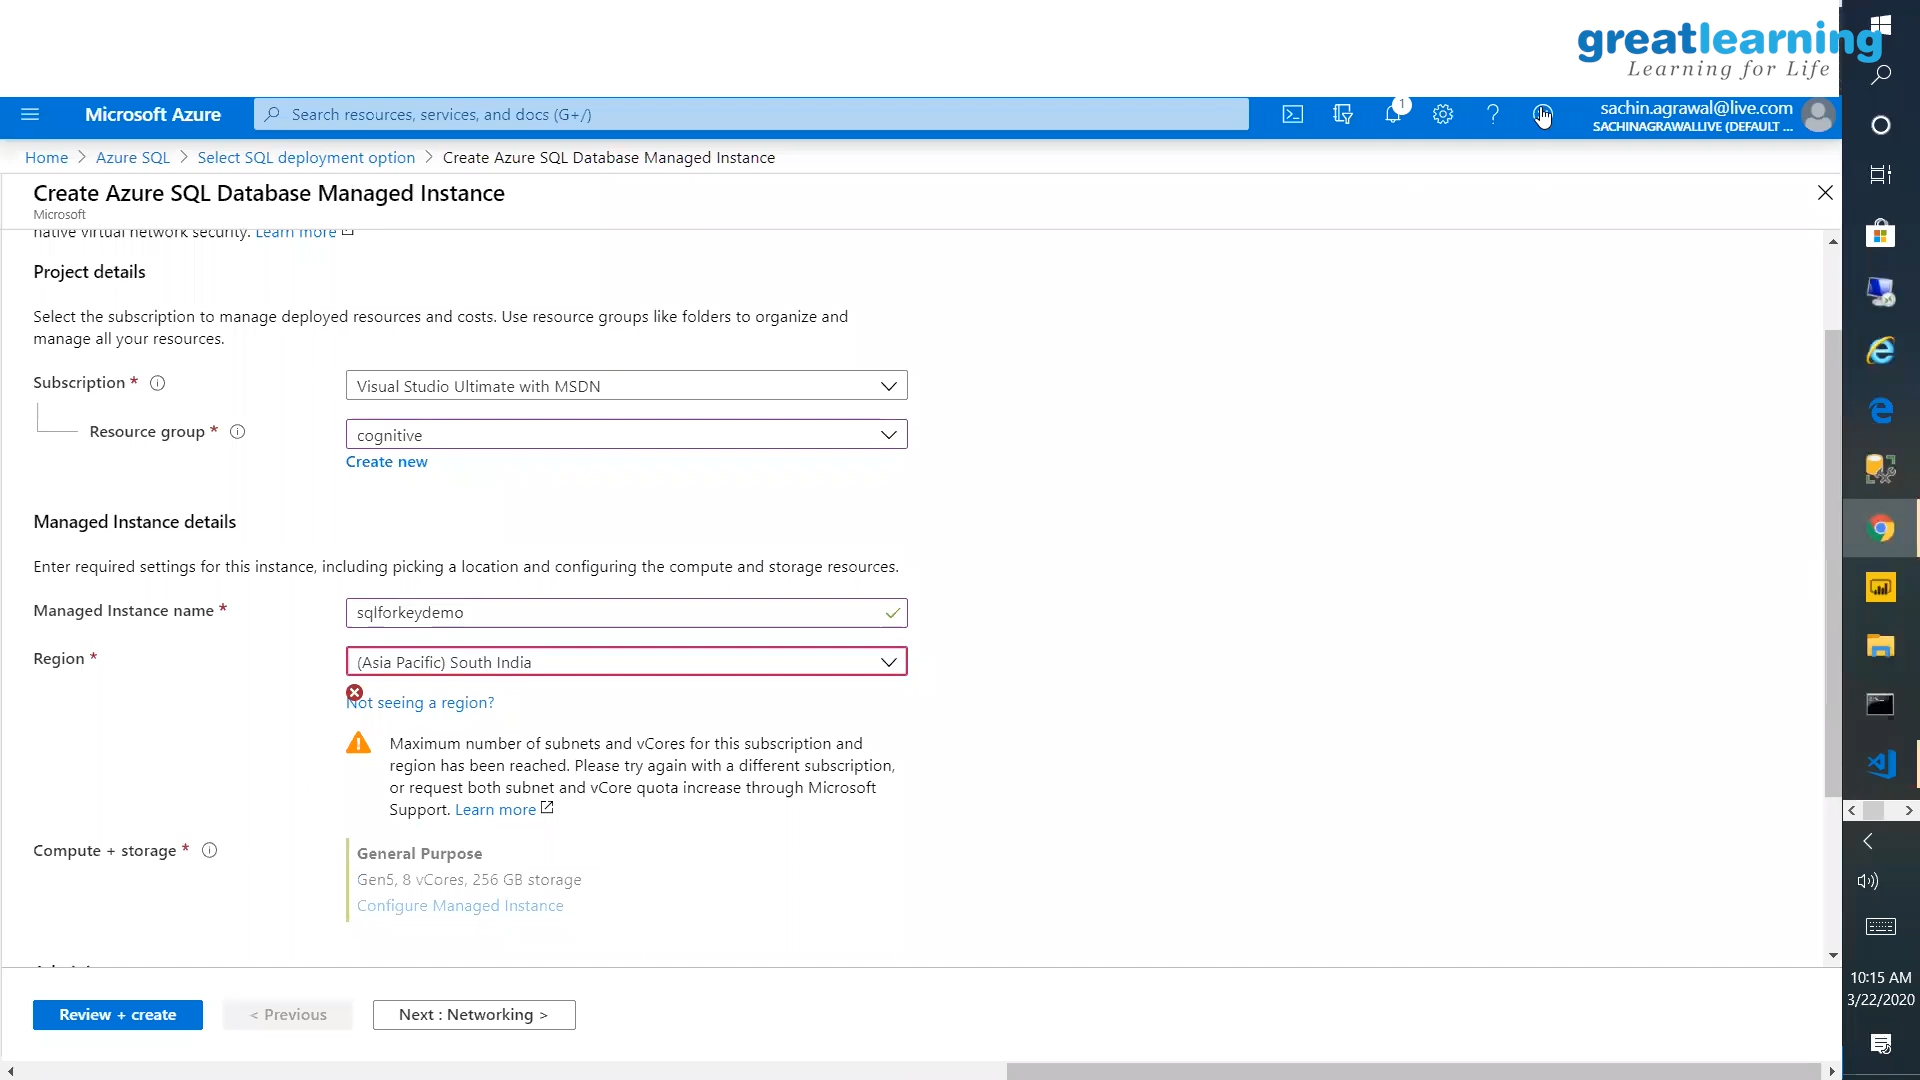 greatlearning
Learning for Life
Microsoft Azure
Search resources, services, and docs (G+/)
1
sachin.agrawal@live.com
SACHINAGRAWALLIVE (DEFAULT ...
Home > Azure SQL > Select SQL deployment option > Create Azure SQL Database Managed Instance
Create Azure SQL Database Managed Instance
Microsoft
native virtual network security. Learn more
Project details
Select the subscription to manage deployed resources and costs. Use resource groups like folders to organize and
manage all your resources.
Subscription *
Visual Studio Ultimate with MSDN
Resource group *
cognitive
Create new
Managed Instance details
Enter required settings for this instance, including picking a location and configuring the compute and storage resources.
Managed Instance name *
sqlforkeydemo
Region *
(Asia Pacific) South India
Not seeing a region?
Maximum number of subnets and vCores for this subscription and
region has been reached. Please try again with a different subscription,
or request both subnet and vCore quota increase through Microsoft
Support. Learn more
Compute + storage *
General Purpose
Gen5, 8 vCores, 256 GB storage
Configure Managed Instance
Review + create
< Previous
Next : Networking >
10:15 AM
3/22/2020